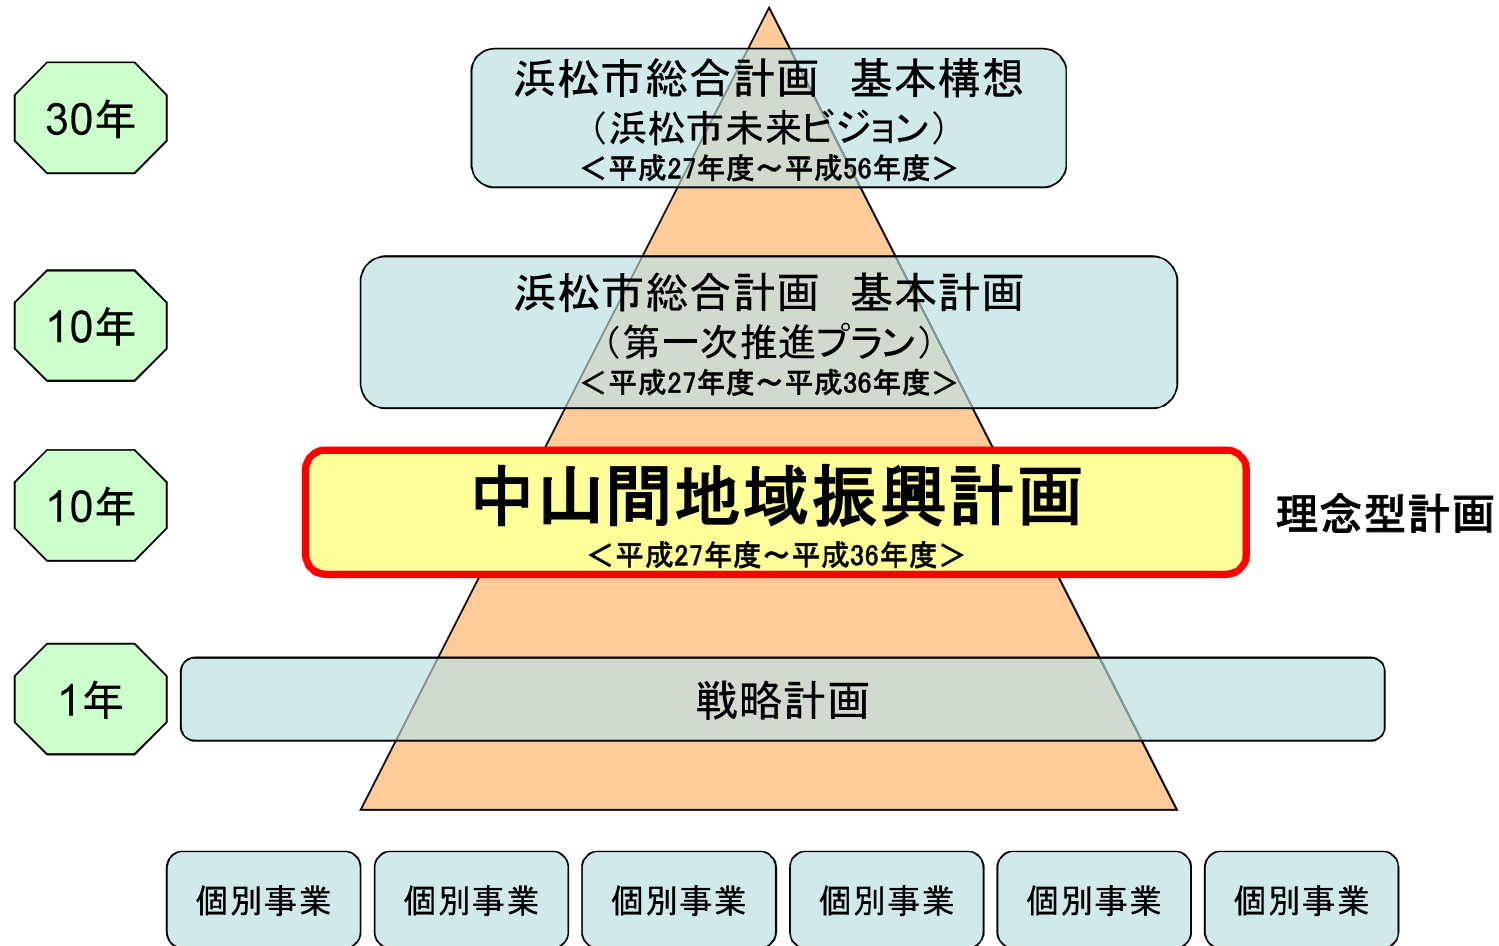 30年
浜松市総合計画　基本構想
（浜松市未来ビジョン）
＜平成27年度～平成56年度＞
10年
浜松市総合計画　基本計画
（第一次推進プラン）
＜平成27年度～平成36年度＞
10年
中山間地域振興計画
＜平成27年度～平成36年度＞
理念型計画
1年
戦略計画
個別事業
個別事業
個別事業
個別事業
個別事業
個別事業